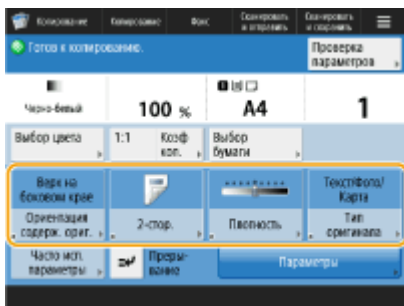 Копирование Копирование Факс Сканировать и отправить Сканировать и сохранить
Готов к копированию.
Проверка параметров
Черно-белый
100 %
A4
1
Выбор цвета
1:1
Коэф коп.
Выбор бумаги
Верх на боковом крае
Текст/Фото/Карта
Ориентация содерж. ориг.
2-стор.
Плотность
Тип оригинала
Часто исп. параметры
Преры-вание
Параметры